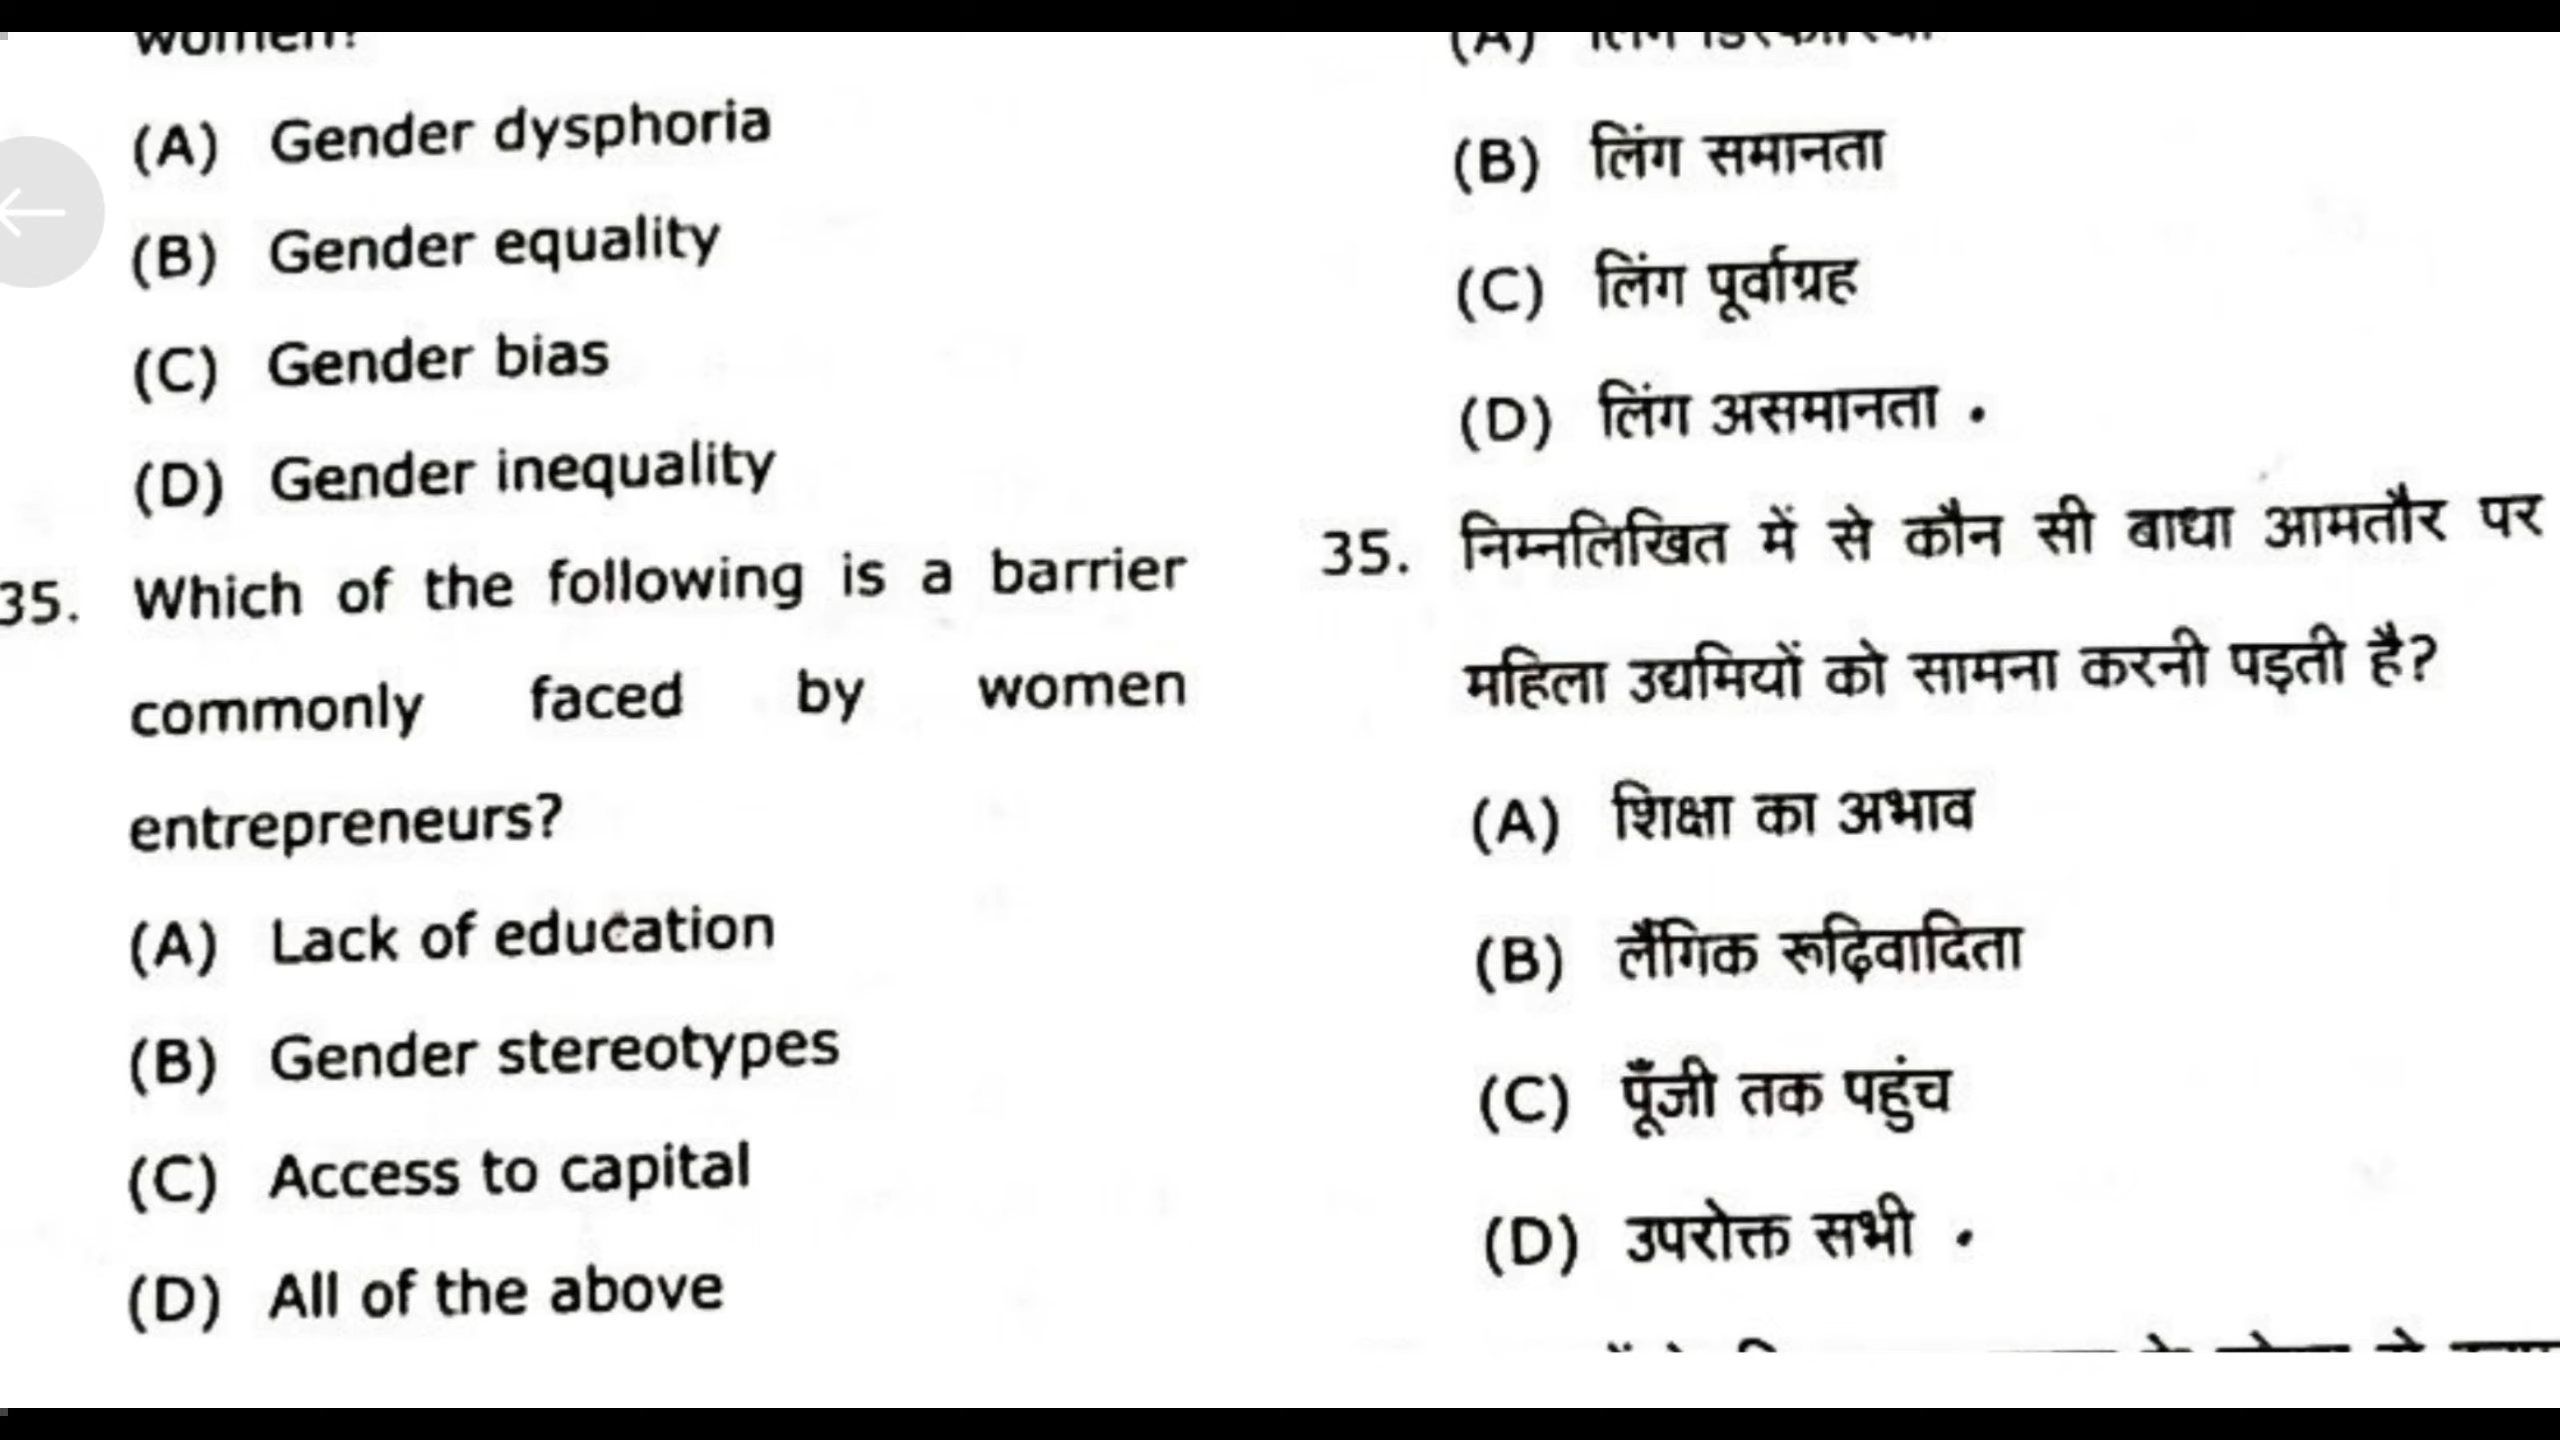 women?
(A) Gender dysphoria
(B) Gender equality
(C) Gender bias
(D) Gender inequality
35. Which of the following is a barrier
commonly faced by women
entrepreneurs?
(A) Lack of education
(B) Gender stereotypes
(C) Access to capital
(D) All of the above
(A) लिंग
(B) लिंग समानता
(C) लिंग पूर्वाग्रह
(D) लिंग असमानता .
35. निम्नलिखित में से कौन सी बाधा आमतौर पर
महिला उद्यमियों को सामना करनी पड़ती है?
(A) शिक्षा का अभाव
(B) लैंगिक रूढ़िवादिता
(C) पूँजी तक पहुंच
(D) उपरोक्त सभी .